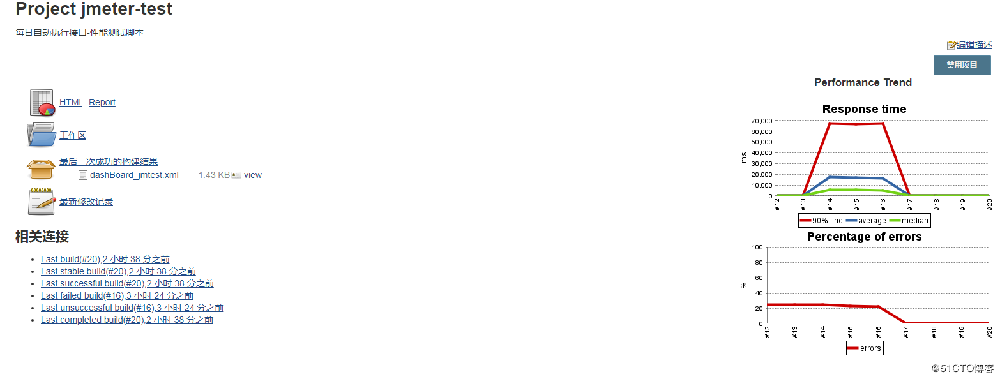 Project jmeter-test
每日自动执行接口-性能测试脚本
编辑描述
禁用项目
HTML_Report
工作区
最后一次成功的构建结果
dashBoard_jmtest.xml 1.43 KB view
最新修改记录
相关连接
Last build(#20),2 小时 38 分之前
Last stable build(#20),2 小时 38 分之前
Last successful build(#20),2 小时 38 分之前
Last failed build(#16),3 小时 24 分之前
Last unsuccessful build(#16),3 小时 24 分之前
Last completed build(#20),2 小时 38 分之前
Performance Trend
Response time
70,000
60,000
50,000
40,000
30,000
20,000
10,000
0
ms
#12 #13 #14 #15 #16 #17 #18 #19 #20
90% line average median
Percentage of errors
100
80
60
40
20
0
%
#12 #13 #14 #15 #16 #17 #18 #19 #20
errors
@51CTO博客